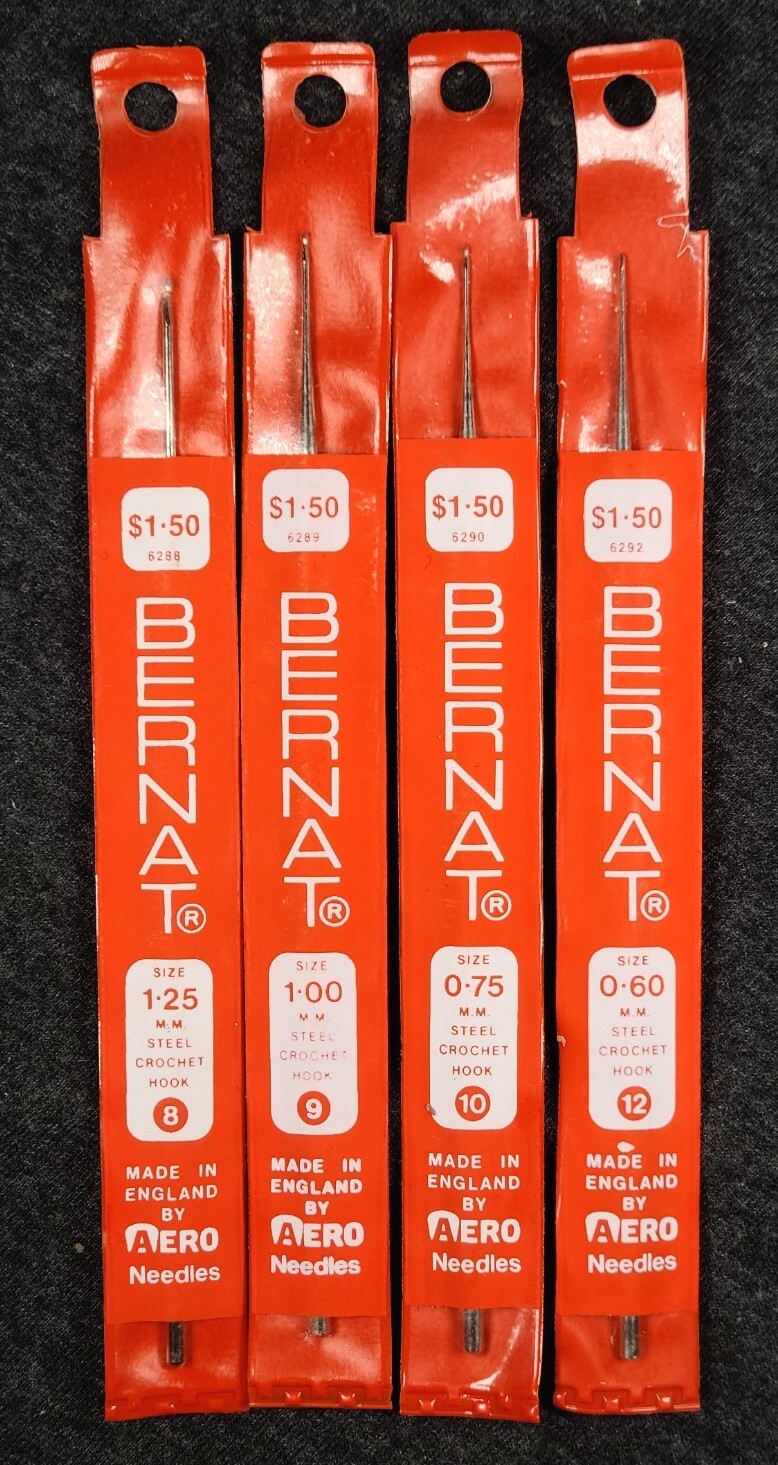 $1·50
6288
BERNAT®
SIZE
1·25
M.M.
STEEL
CROCHET
HOOK
8
MADE IN
ENGLAND
BY
AERO
Needles
$1·50
6289
BERNAT®
SIZE
1·00
M M.
STEEL
CROCHET
HOOK
9
MADE IN
ENGLAND
BY
AERO
Needles
$1·50
6290
BERNAT®
SIZE
0·75
M.M.
STEEL
CROCHET
HOOK
10
MADE IN
ENGLAND
BY
AERO
Needles
$1·50
6292
BERNAT®
SIZE
0·60
M.M.
STEEL
CROCHET
HOOK
12
MADE IN
ENGLAND
BY
AERO
Needles